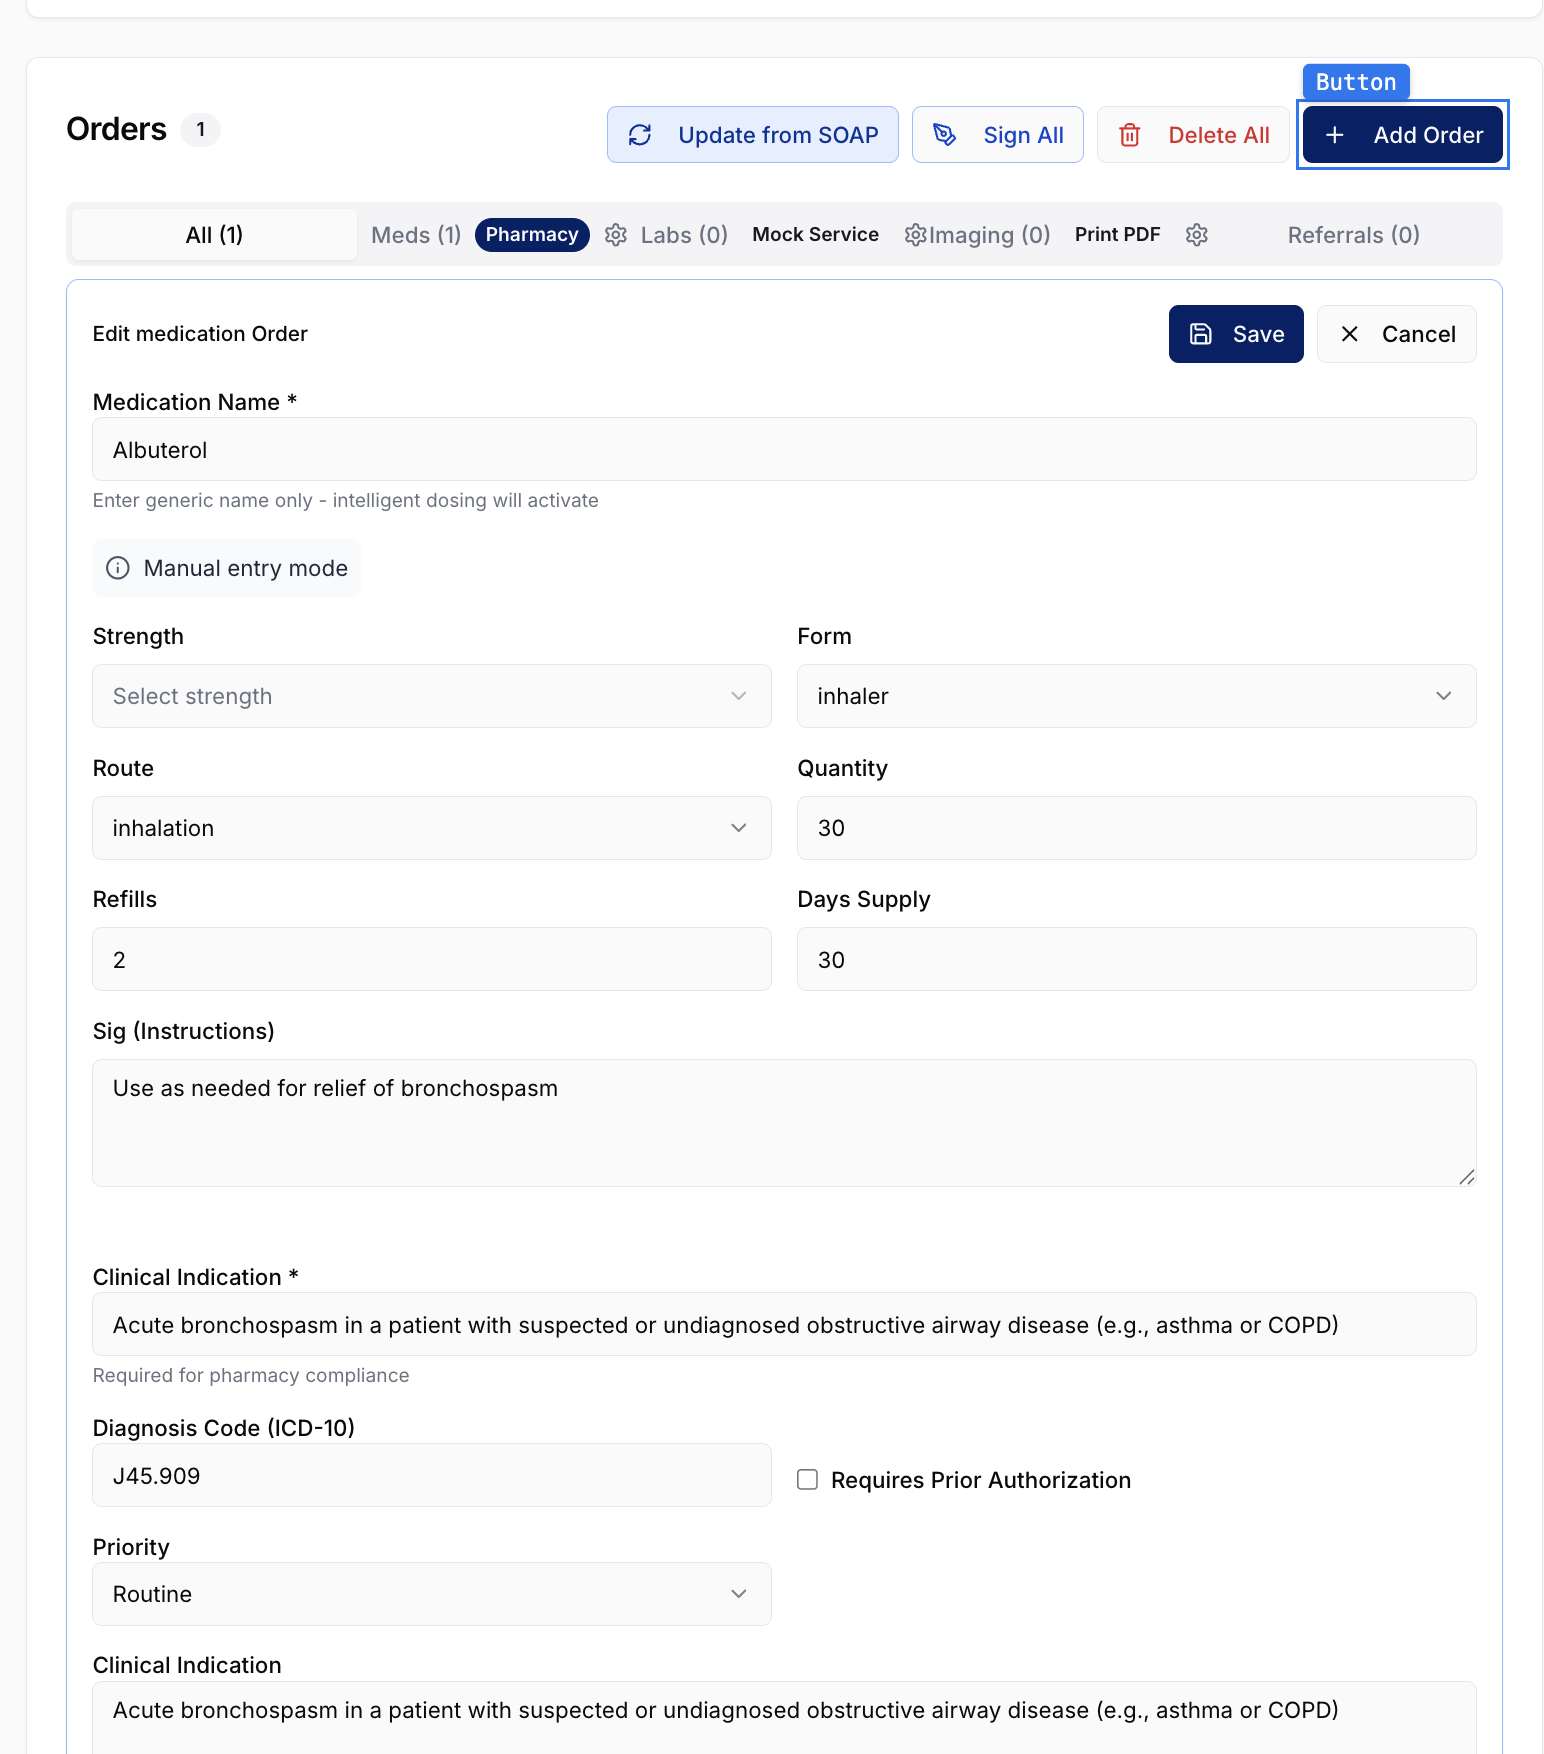 Button
Orders 1 Update from SOAP Sign All Delete All Add Order
All (1) Meds (1) Pharmacy Labs (0) Mock Service Imaging (0) Print PDF Referrals (0)
Edit medication Order Save Cancel
Medication Name *
Albuterol
Enter generic name only - intelligent dosing will activate
Manual entry mode
Strength Form
Select strength inhaler
Route Quantity
inhalation 30
Refills Days Supply
2 30
Sig (Instructions)
Use as needed for relief of bronchospasm
Clinical Indication *
Acute bronchospasm in a patient with suspected or undiagnosed obstructive airway disease (e.g., asthma or COPD)
Required for pharmacy compliance
Diagnosis Code (ICD-10)
J45.909 Requires Prior Authorization
Priority
Routine
Clinical Indication
Acute bronchospasm in a patient with suspected or undiagnosed obstructive airway disease (e.g., asthma or COPD)